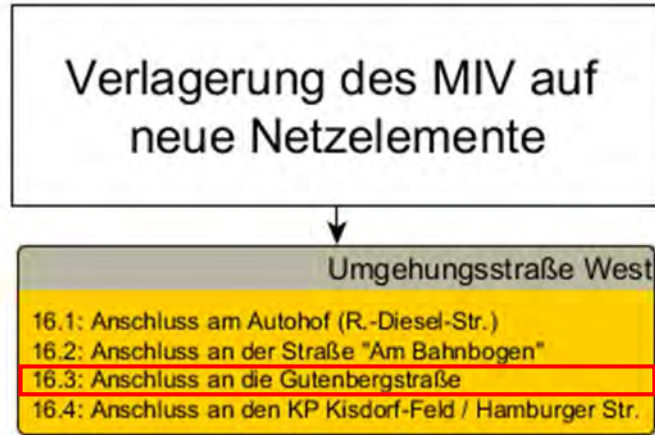 Verlagerung des MIV auf
neue Netzelemente
Umgehungsstraße West
16.1: Anschluss am Autohof (R.-Diesel-Str.)
16.2: Anschluss an der Straße "Am Bahnbogen"
16.3: Anschluss an die Gutenbergstraße
16.4: Anschluss an den KP Kisdorf-Feld / Hamburger Str.